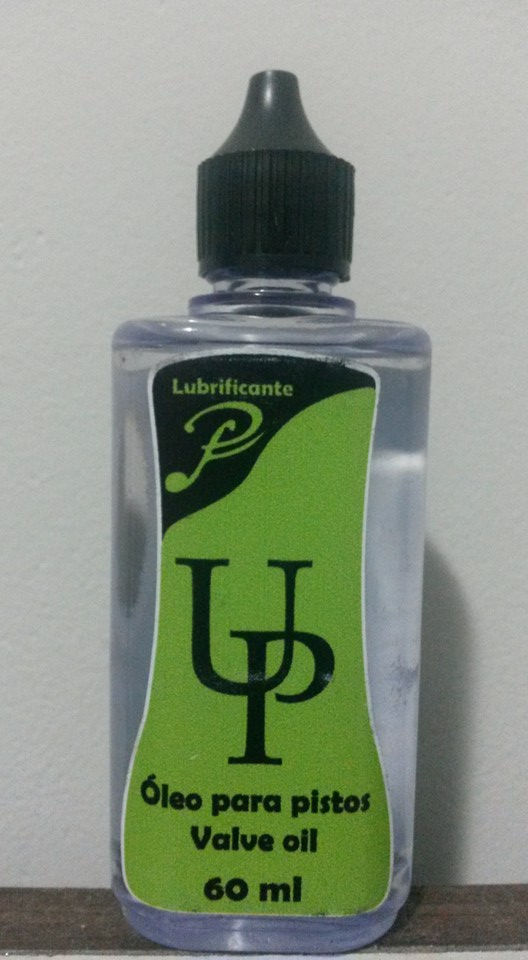 Lubrificante
P
UP
Óleo para pistos
Valve oil
60 ml